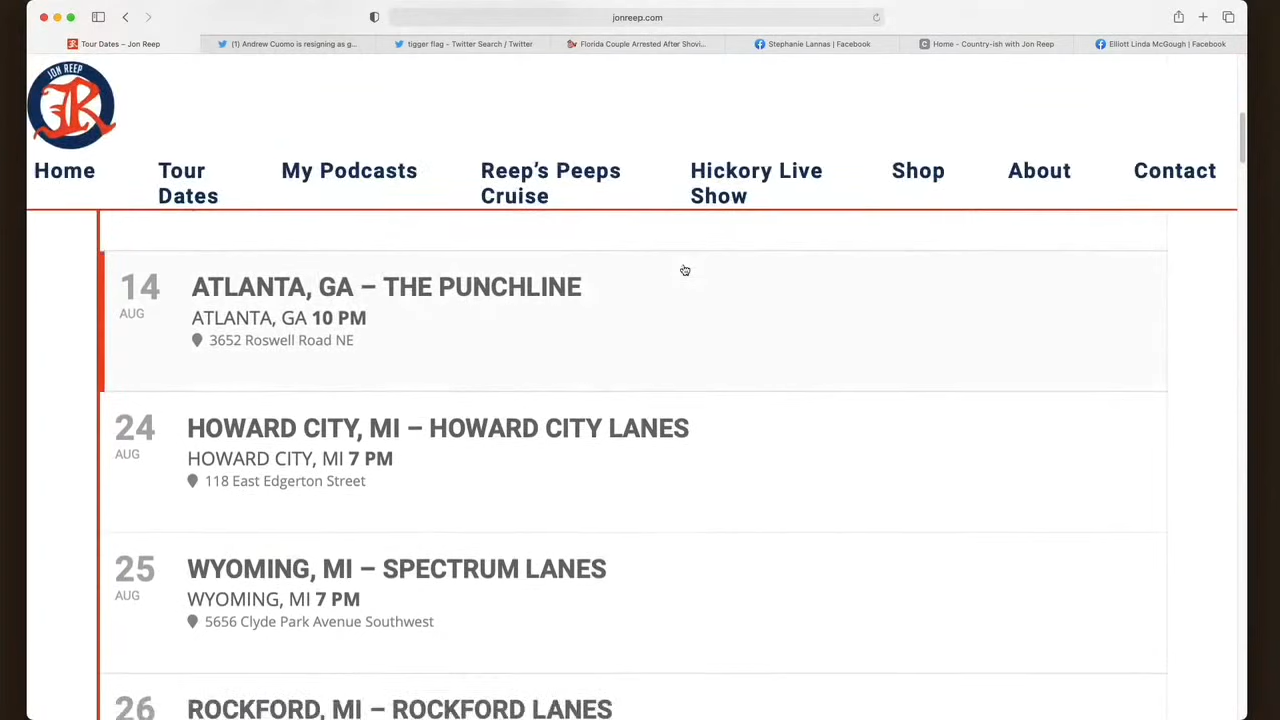 jonreep.com
Tour Dates – Jon Reep
(1) Andrew Cuomo is resigning as g...
tigger flag - Twitter Search / Twitter
Florida Couple Arrested After Shovi...
Stephanie Lannas | Facebook
Home - Country-ish with Jon Reep
Elliott Linda McGough | Facebook
JON REEP
JR
Home
Tour
Dates
My Podcasts
Reep's Peeps
Cruise
Hickory Live
Show
Shop
About
Contact
14
AUG
ATLANTA, GA – THE PUNCHLINE
ATLANTA, GA 10 PM
3652 Roswell Road NE
24
AUG
HOWARD CITY, MI – HOWARD CITY LANES
HOWARD CITY, MI 7 PM
118 East Edgerton Street
25
AUG
WYOMING, MI – SPECTRUM LANES
WYOMING, MI 7 PM
5656 Clyde Park Avenue Southwest
26
ROCKFORD, MI – ROCKFORD LANES